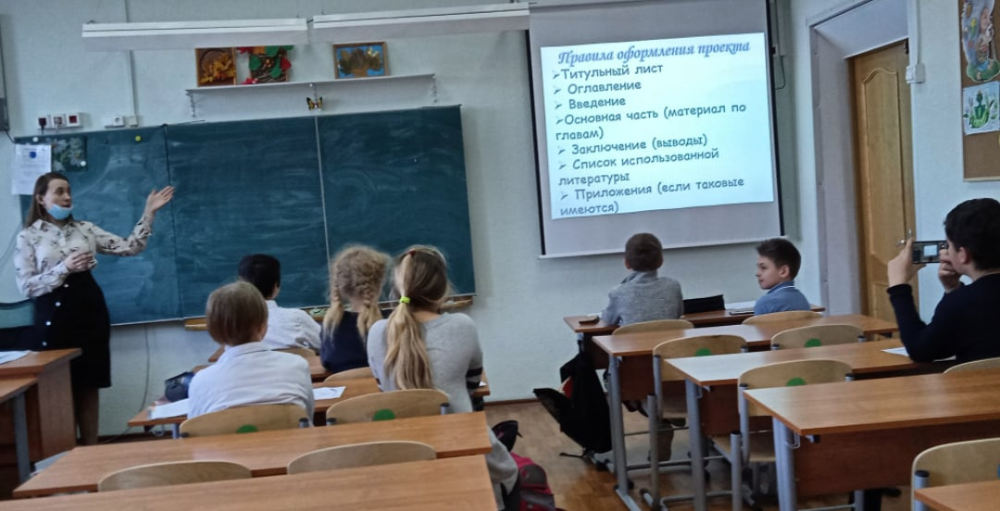 Правила оформления проекта
➢Титульный лист
➢ Оглавление
➢ Введение
➢Основная часть (материал по
главам)
➢ Заключение (выводы)
➢ Список использованной
литературы
➢ Приложения (если таковые
имеются)